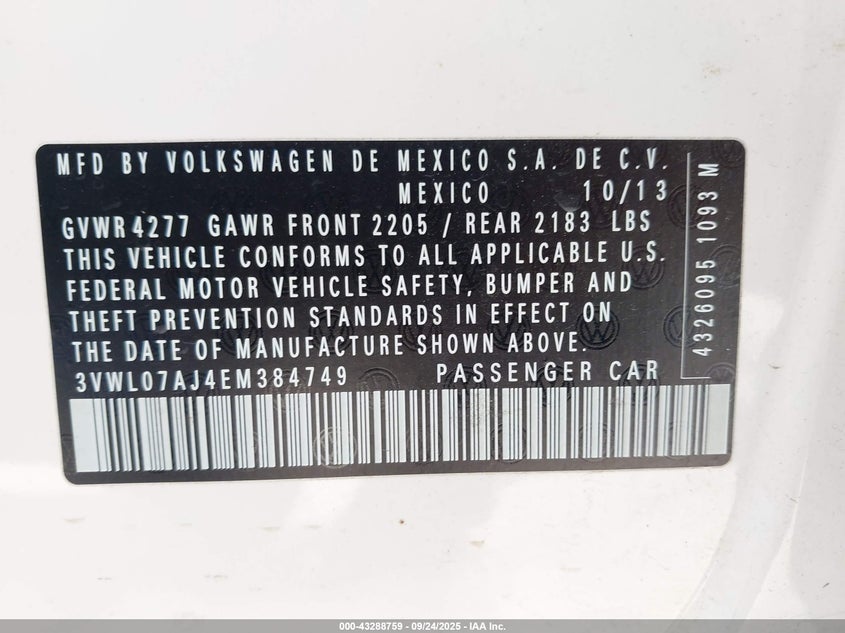 MFD BY VOLKSWAGEN DE MEXICO S.A. DE C.V.
MEXICO 10/13
GVWR 4277 GAWR FRONT 2205 / REAR 2183 LBS
THIS VEHICLE CONFORMS TO ALL APPLICABLE U.S.
FEDERAL MOTOR VEHICLE SAFETY, BUMPER AND
THEFT PREVENTION STANDARDS IN EFFECT ON
THE DATE OF MANUFACTURE SHOWN ABOVE.
3VWL07AJ4EM384749 PASSENGER CAR
4326095 1093 M
000-43288759 - 09/24/2025 - IAA Inc.